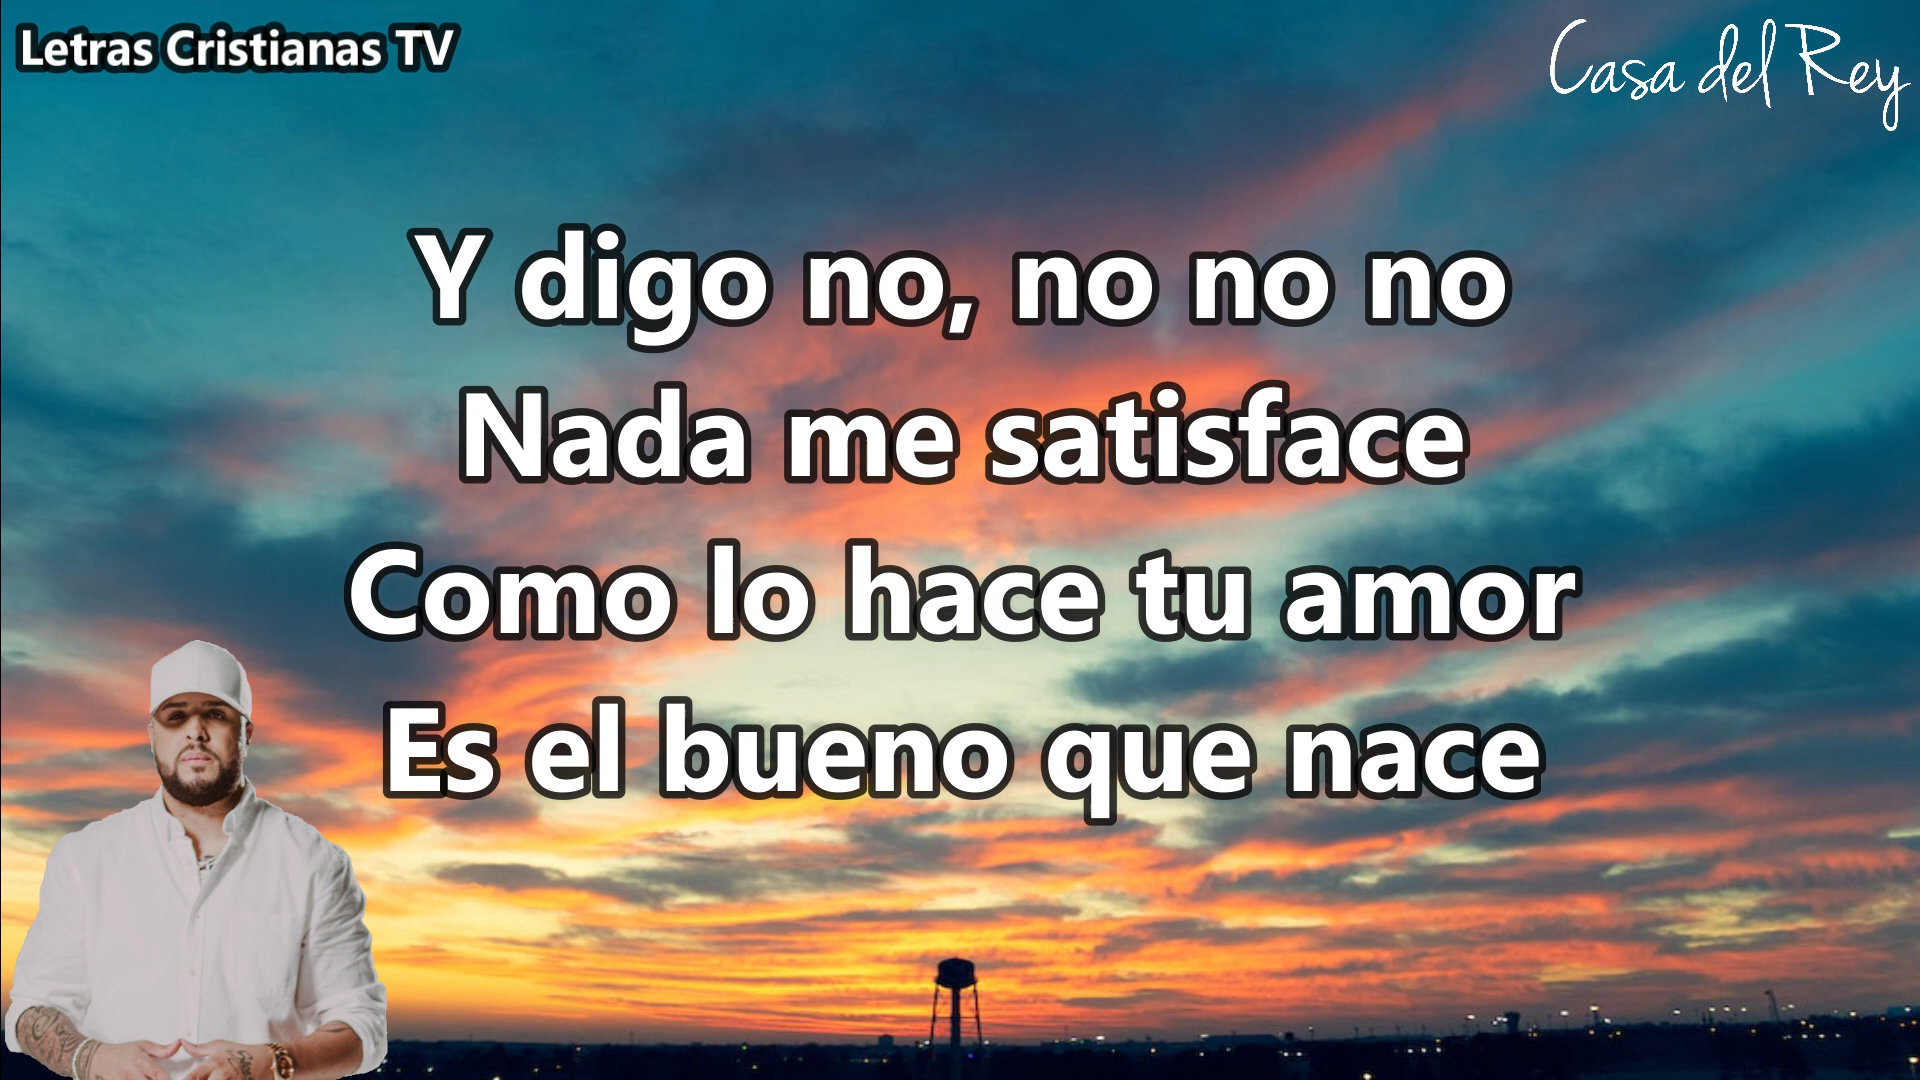 Letras Cristianas TV
Casa del Rey
Y digo no, no no no
Nada me satisface
Como lo hace tu amor
Es el bueno que nace